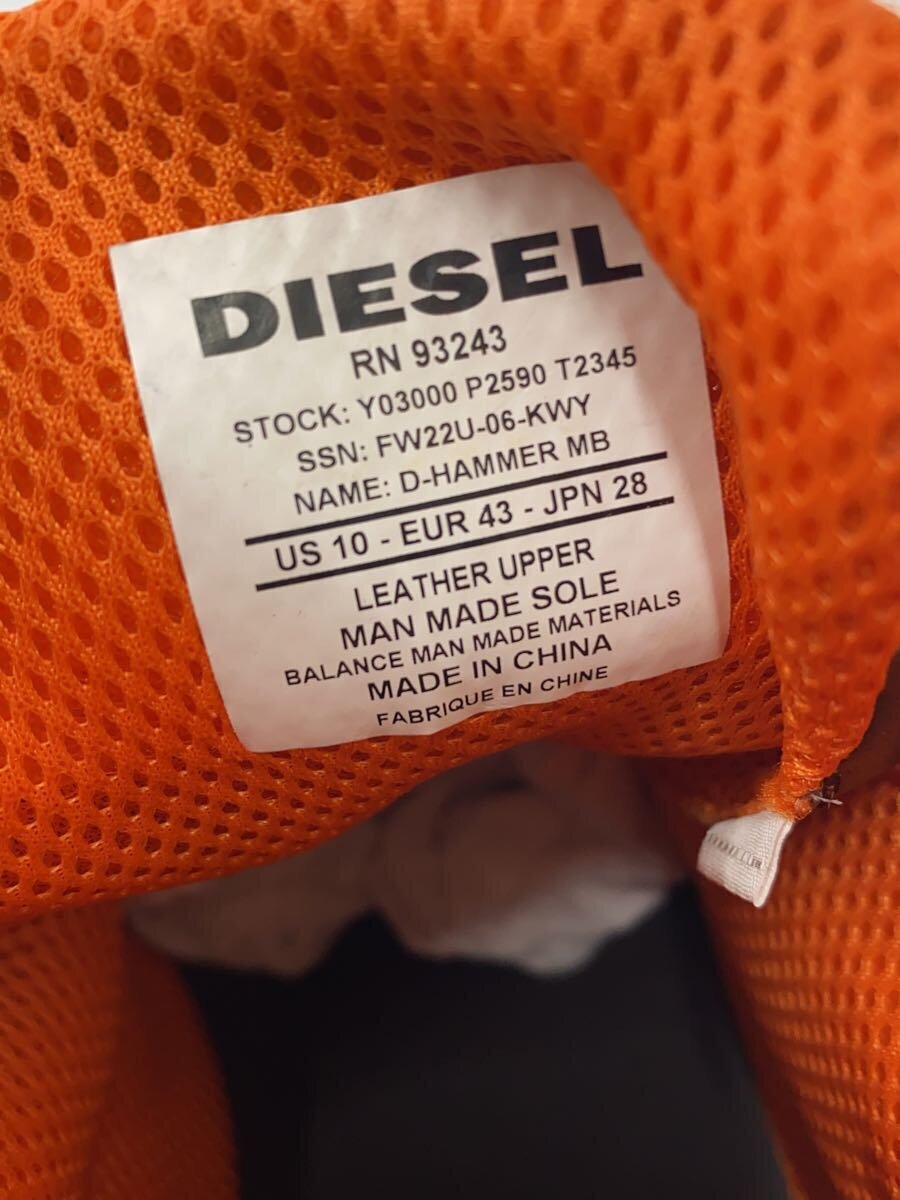 DIESEL
RN 93243
STOCK: Y03000 P2590 T2345
SSN: FW22U-06-KWY
NAME: D-HAMMER MB
US 10 - EUR 43 - JPN 28
LEATHER UPPER
MAN MADE SOLE
BALANCE MAN MADE MATERIALS
MADE IN CHINA
FABRIQUE EN CHINE